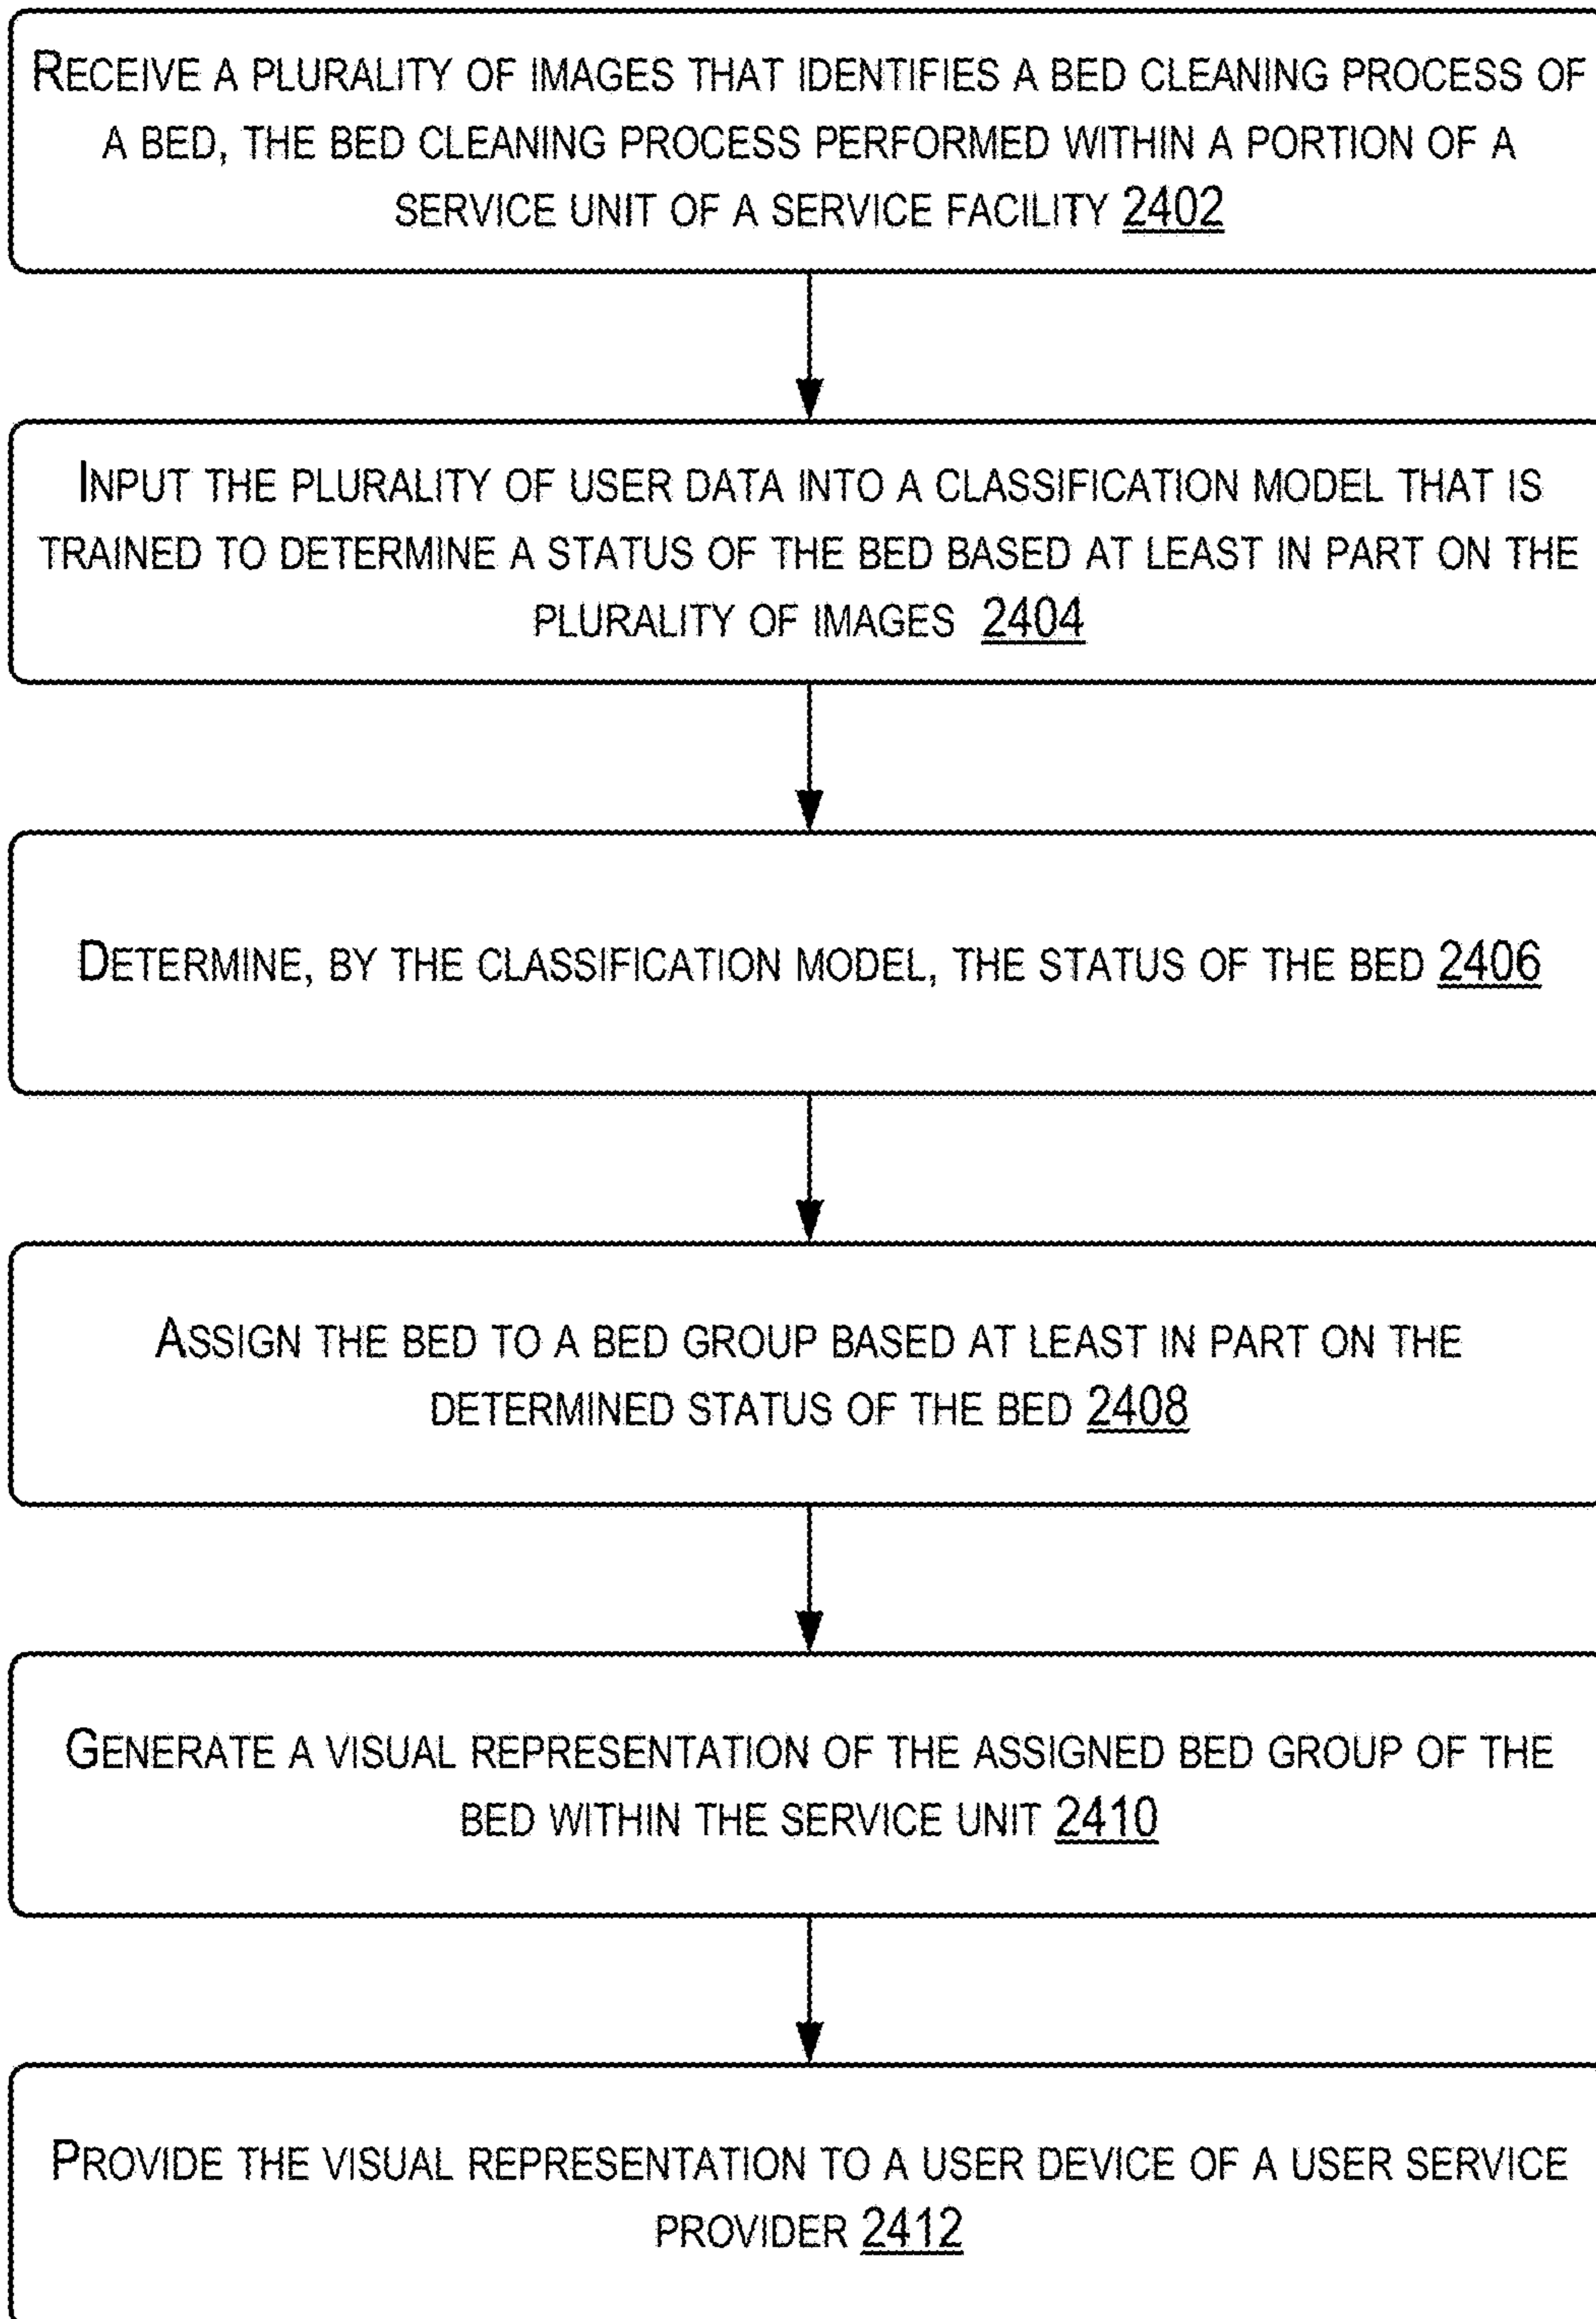 RECEIVE A PLURALITY OF IMAGES THAT IDENTIFIES A BED CLEANING PROCESS OF
A BED, THE BED CLEANING PROCESS PERFORMED WITHIN A PORTION OF A
SERVICE UNIT OF A SERVICE FACILITY 2402
INPUT THE PLURALITY OF USER DATA INTO A CLASSIFICATION MODEL THAT IS
TRAINED TO DETERMINE A STATUS OF THE BED BASED AT LEAST IN PART ON THE
PLURALITY OF IMAGES 2404
DETERMINE, BY THE CLASSIFICATION MODEL, THE STATUS OF THE BED 2406
ASSIGN THE BED TO A BED GROUP BASED AT LEAST IN PART ON THE
DETERMINED STATUS OF THE BED 2408
GENERATE A VISUAL REPRESENTATION OF THE ASSIGNED BED GROUP OF THE
BED WITHIN THE SERVICE UNIT 2410
PROVIDE THE VISUAL REPRESENTATION TO A USER DEVICE OF A USER SERVICE
PROVIDER 2412